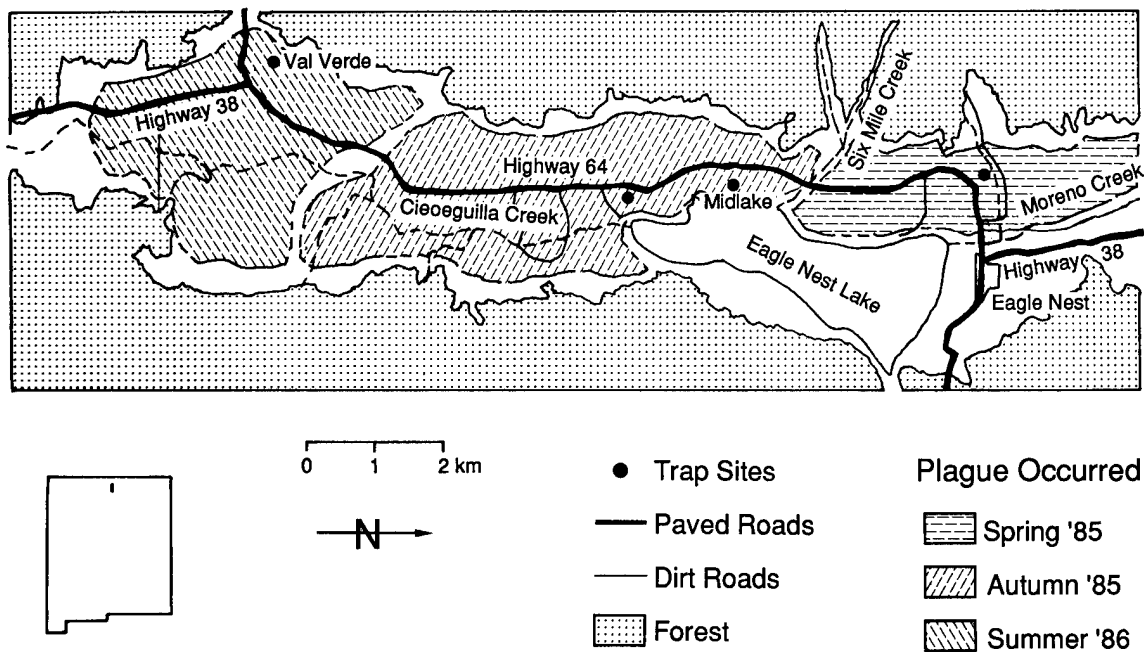 Val Verde
Highway 38
Six Mile Creek
Highway 64
Cieoeguilla Creek
Midlake
Moreno Creek
Eagle Nest Lake
Highway 38
Eagle Nest
0 1 2 km
N
Trap Sites
Paved Roads
Dirt Roads
Forest
Plague Occurred
Spring '85
Autumn '85
Summer '86